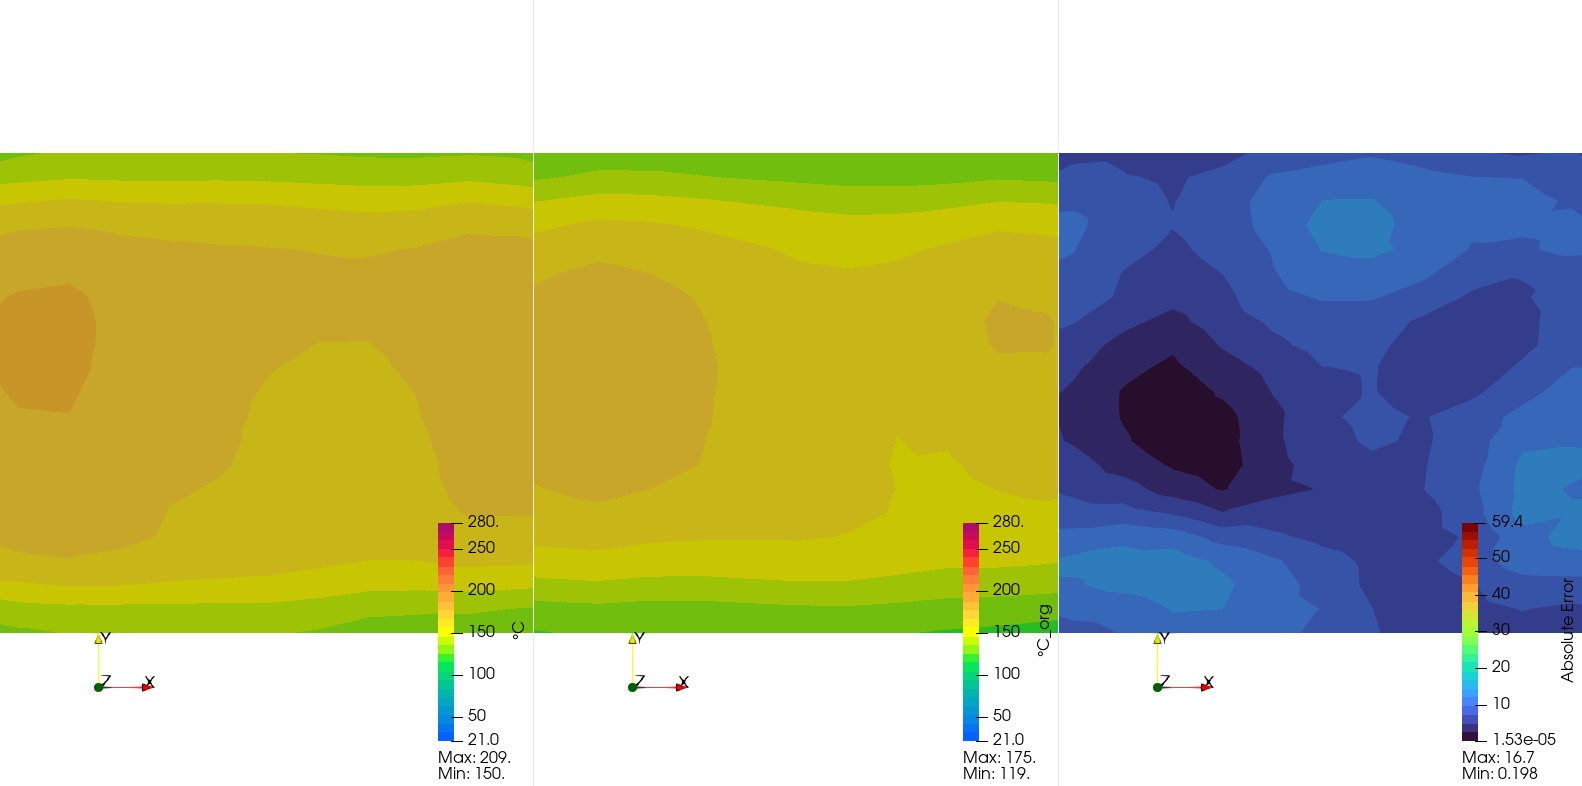 280.
250
200
150
100
50
21.0
°C
Max: 209.
Min: 150.
Y
Z
X
280.
250
200
150
100
50
21.0
°C_org
Max: 175.
Min: 119.
Y
Z
X
59.4
50
40
30
20
10
1.53e-05
Absolute Error
Max: 16.7
Min: 0.198
Y
Z
X